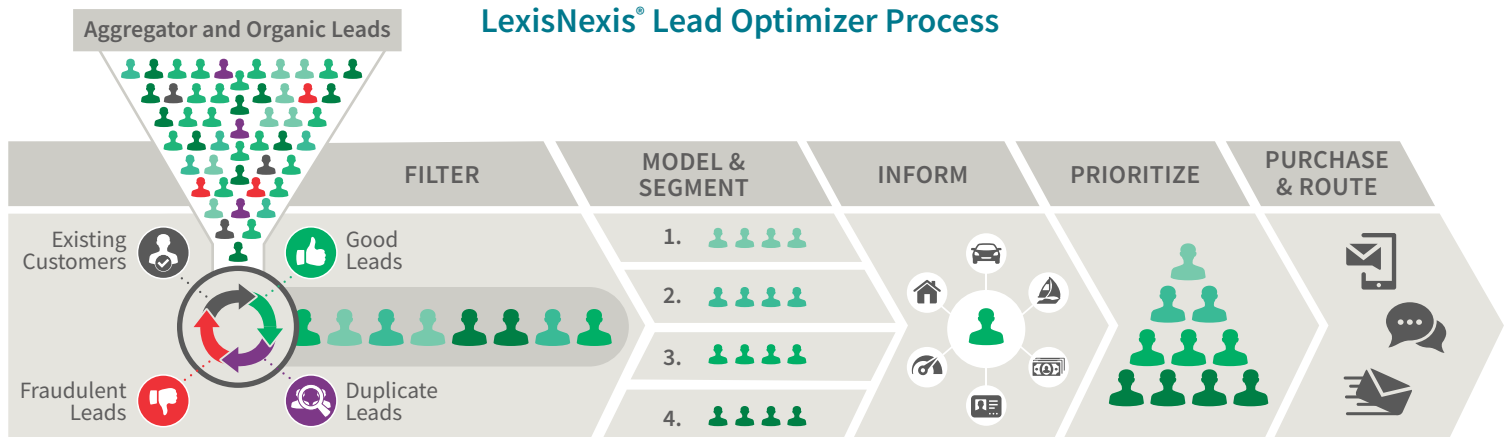 LexisNexis® Lead Optimizer Process
Aggregator and Organic Leads
FILTER
MODEL &
SEGMENT
INFORM
PRIORITIZE
PURCHASE
& ROUTE
Existing
Customers
Good
Leads
Fraudulent
Leads
Duplicate
Leads
1.
2.
3.
4.